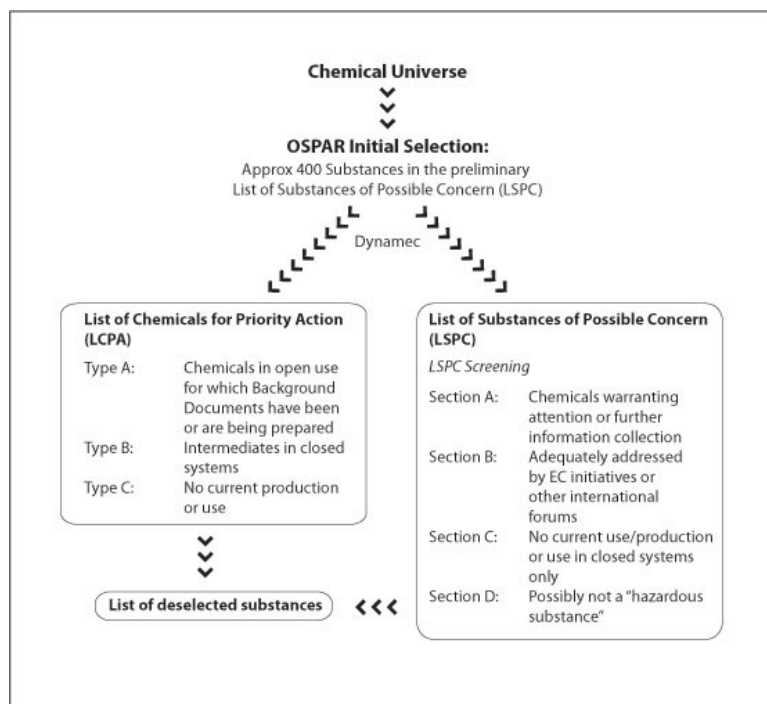 Chemical Universe
OSPAR Initial Selection:
Approx 400 Substances in the preliminary
List of Substances of Possible Concern (LSPC)
Dynamec
List of Chemicals for Priority Action
(LCPA)
Type A: Chemicals in open use
for which Background
Documents have been
or are being prepared
Type B: Intermediates in closed
systems
Type C: No current production
or use
List of Substances of Possible Concern
(LSPC)
LSPC Screening
Section A: Chemicals warranting
attention or further
information collection
Section B: Adequately addressed
by EC initiatives or
other international
forums
Section C: No current use/production
or use in closed systems
only
Section D: Possibly not a "hazardous
substance"
List of deselected substances